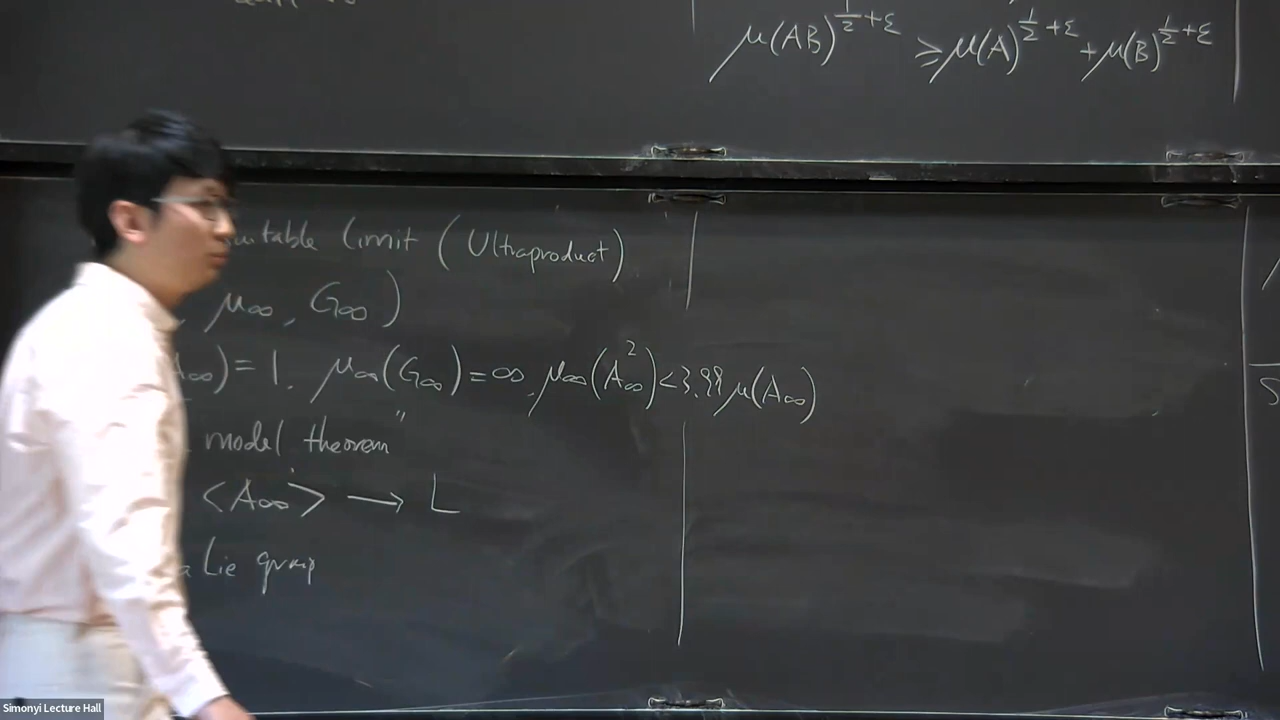 μ(AB)^{1/2+ε} ≥ μ(A)^{1/2+ε} + μ(B)^{1/2+ε}
limit (Ultraproduct)
, μ∞, G∞)
∞) = 1. μ∞(G∞) = ∞, μ∞(A∞²) < 3.99 μ(A∞)
model theorem"
<A∞> → L
a Lie group
Simonyi Lecture Hall